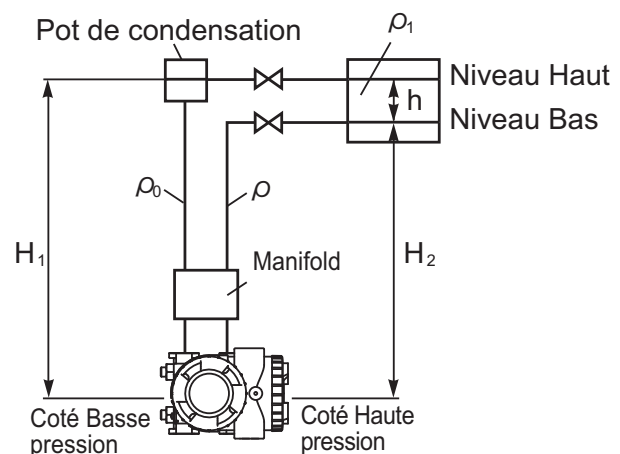 Pot de condensation
ρ1
Niveau Haut
h
Niveau Bas
ρ0
ρ
H1
Manifold
H2
Coté Basse
pression
Coté Haute
pression